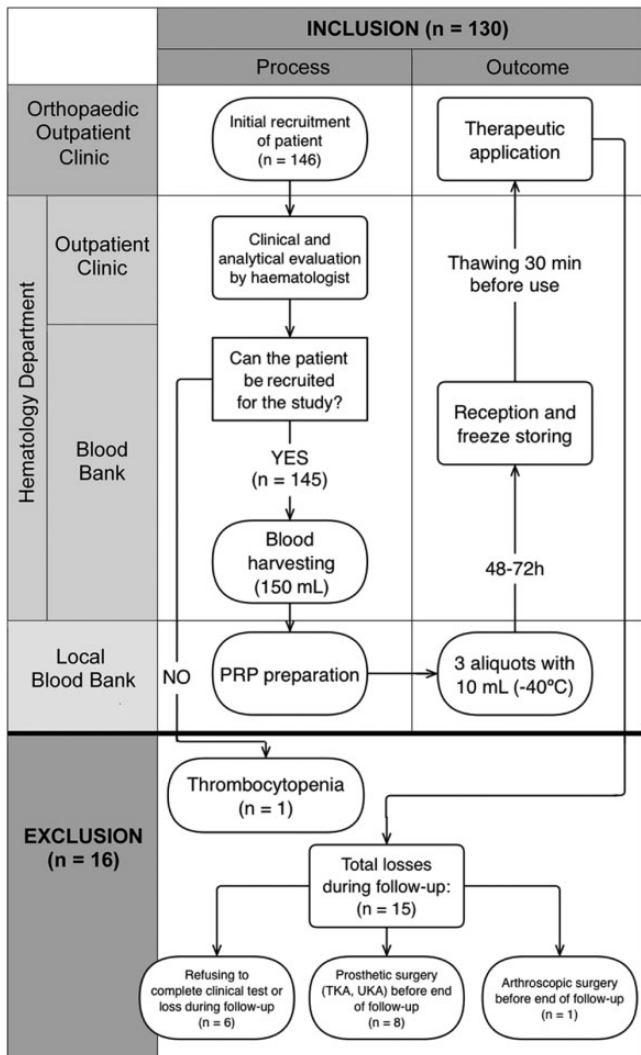 INCLUSION (n = 130)
Process
Outcome
Orthopaedic
Outpatient
Clinic
Initial recruitment
of patient
(n = 146)
Therapeutic
application
Hematology Department
Outpatient
Clinic
Clinical and
analytical evaluation
by haematologist
Thawing 30 min
before use
Blood
Bank
Can the patient
be recruited
for the study?
Reception and
freeze storing
YES
(n = 145)
Blood
harvesting
(150 mL)
48-72h
Local
Blood Bank
NO
PRP preparation
3 aliquots with
10 mL (-40ºC)
EXCLUSION
(n = 16)
Thrombocytopenia
(n = 1)
Total losses
during follow-up:
(n = 15)
Refusing to
complete clinical test or
loss during follow-up
(n = 6)
Prosthetic surgery
(TKA, UKA) before end
of follow-up
(n = 8)
Arthroscopic surgery
before end of follow-up
(n = 1)